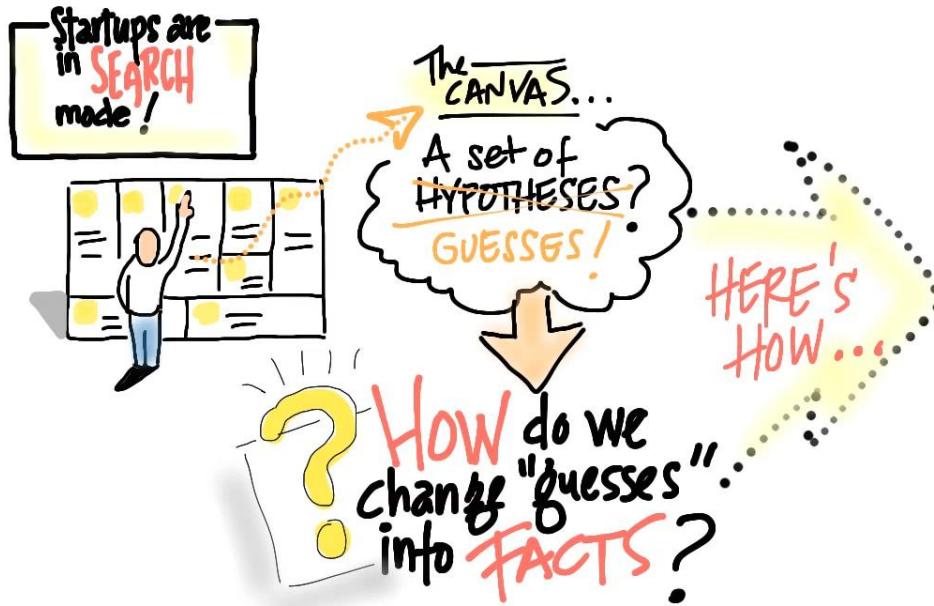 Startups are
in SEARCH
mode!
The
CANVAS...
A set of
HYPOTHESES?
GUESSES!
HERE'S
HOW...
HOW do we
change "guesses"
into FACTS?